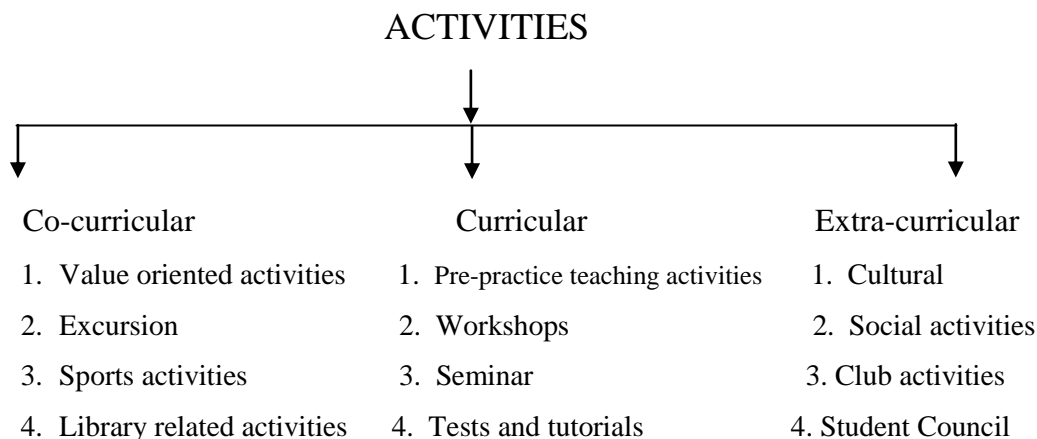 ACTIVITIES
Co-curricular
1. Value oriented activities
2. Excursion
3. Sports activities
4. Library related activities
Curricular
1. Pre-practice teaching activities
2. Workshops
3. Seminar
4. Tests and tutorials
Extra-curricular
1. Cultural
2. Social activities
3. Club activities
4. Student Council